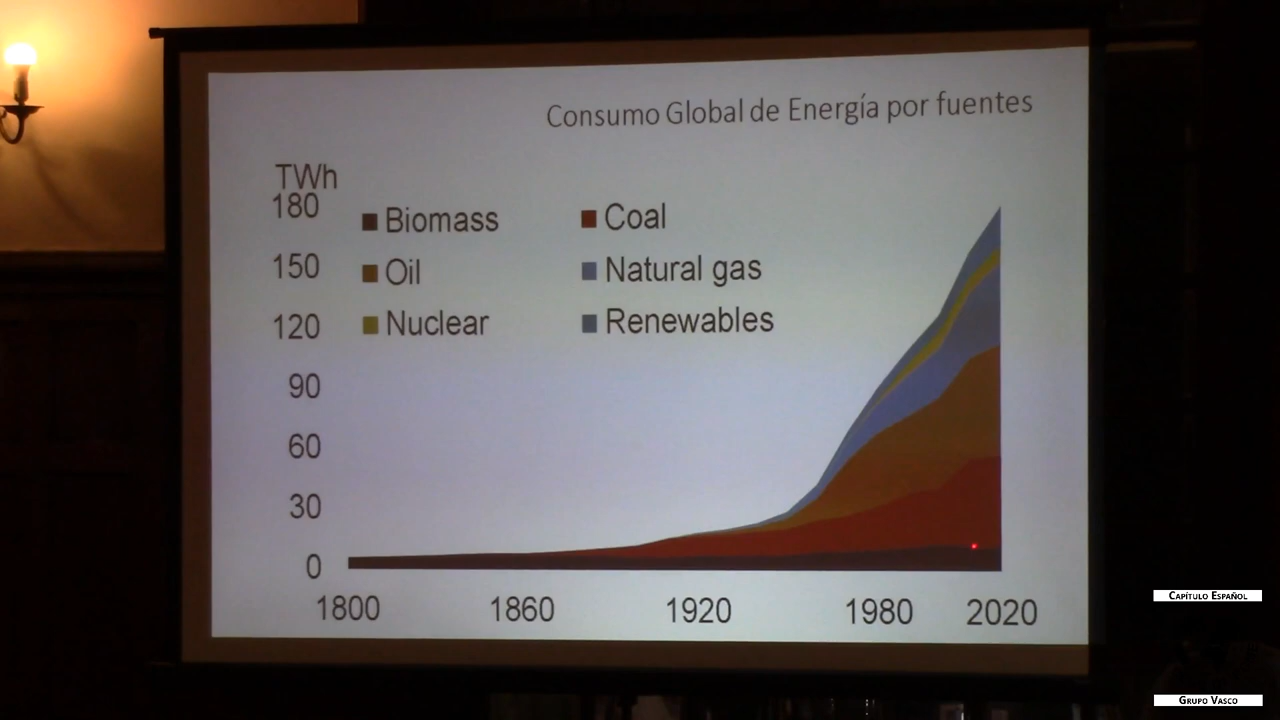 Consumo Global de Energía por fuentes
TWh
180
150
120
90
60
30
0
Biomass
Coal
Oil
Natural gas
Nuclear
Renewables
1800 1860 1920 1980 2020
Capítulo Español
Grupo Vasco